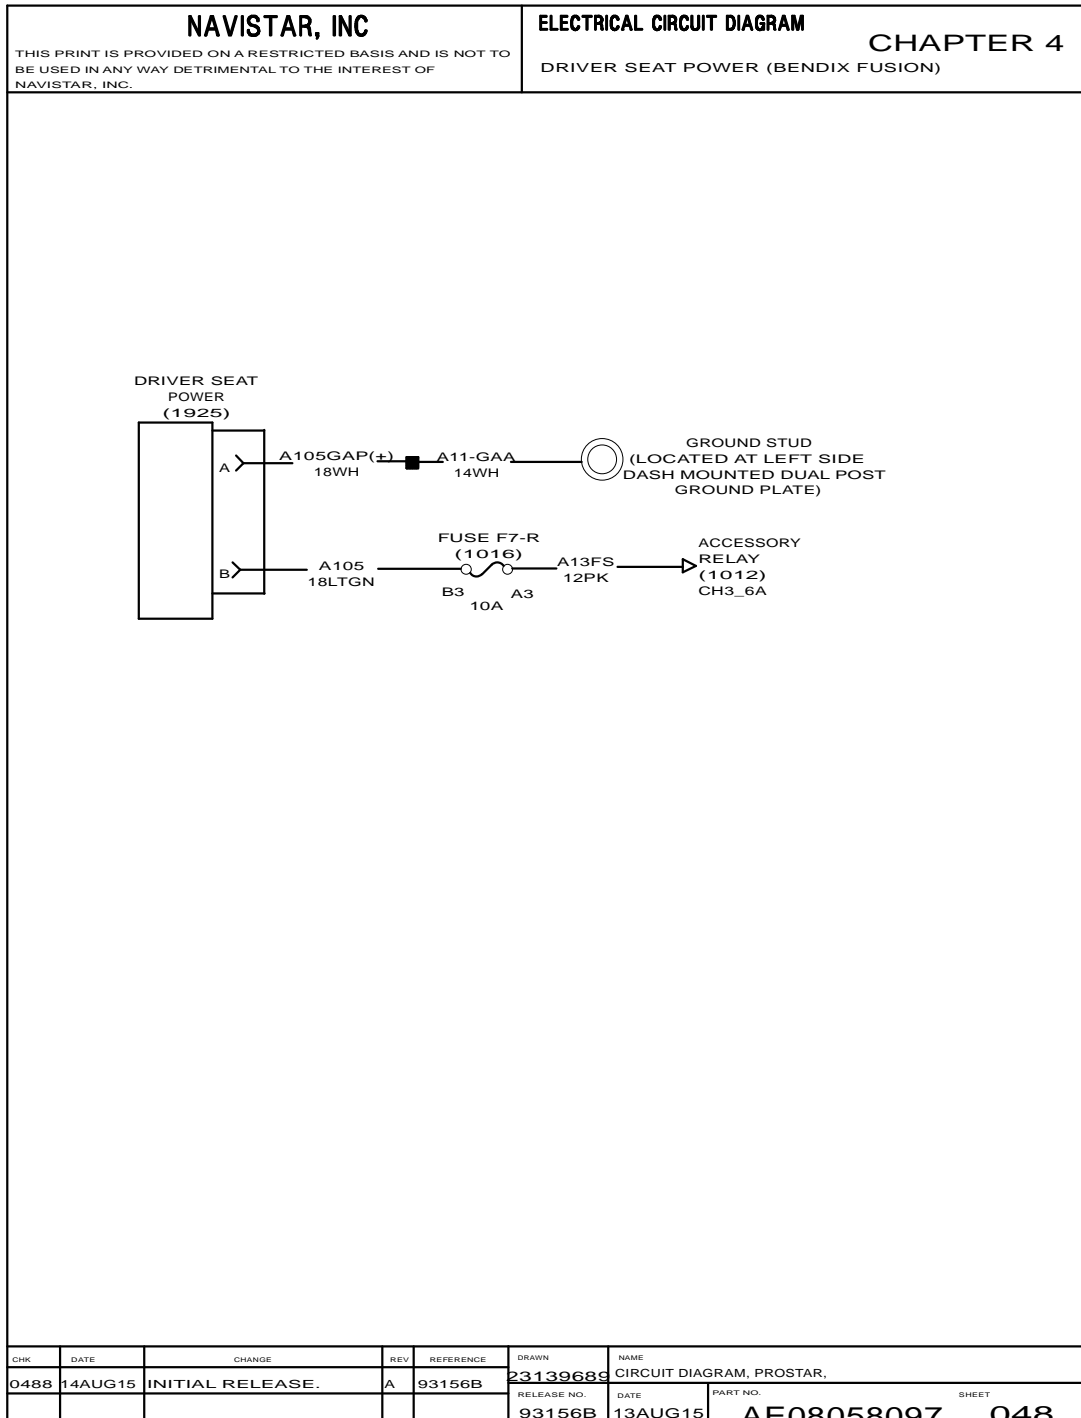 NAVISTAR, INC
THIS PRINT IS PROVIDED ON A RESTRICTED BASIS AND IS NOT TO
BE USED IN ANY WAY DETRIMENTAL TO THE INTEREST OF
NAVISTAR, INC.
ELECTRICAL CIRCUIT DIAGRAM
CHAPTER 4
DRIVER SEAT POWER (BENDIX FUSION)
DRIVER SEAT
POWER
(1925)
A
A105GAP(+)
18WH
A11-GAA
14WH
GROUND STUD
(LOCATED AT LEFT SIDE
DASH MOUNTED DUAL POST
GROUND PLATE)
B
A105
18LTGN
FUSE F7-R
(1016)
B3
10A
A3
A13FS
12PK
ACCESSORY
RELAY
(1012)
CH3_6A
CHK DATE CHANGE REV REFERENCE
0488 14AUG15 INITIAL RELEASE. A 93156B
DRAWN
23139689
NAME
CIRCUIT DIAGRAM, PROSTAR,
RELEASE NO.
93156B
DATE
13AUG15
PART NO.
AE08058097
SHEET
048